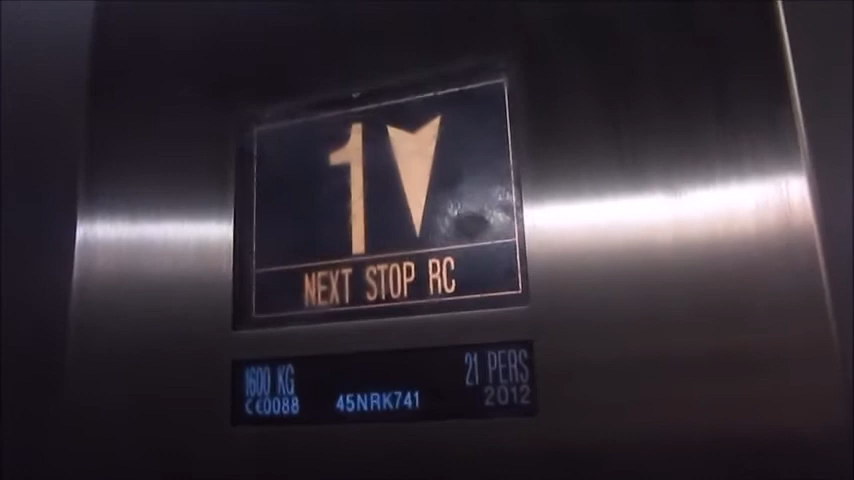 1
NEXT STOP RC
1600 KG 21 PERS
CE0088 45NRK741 2012